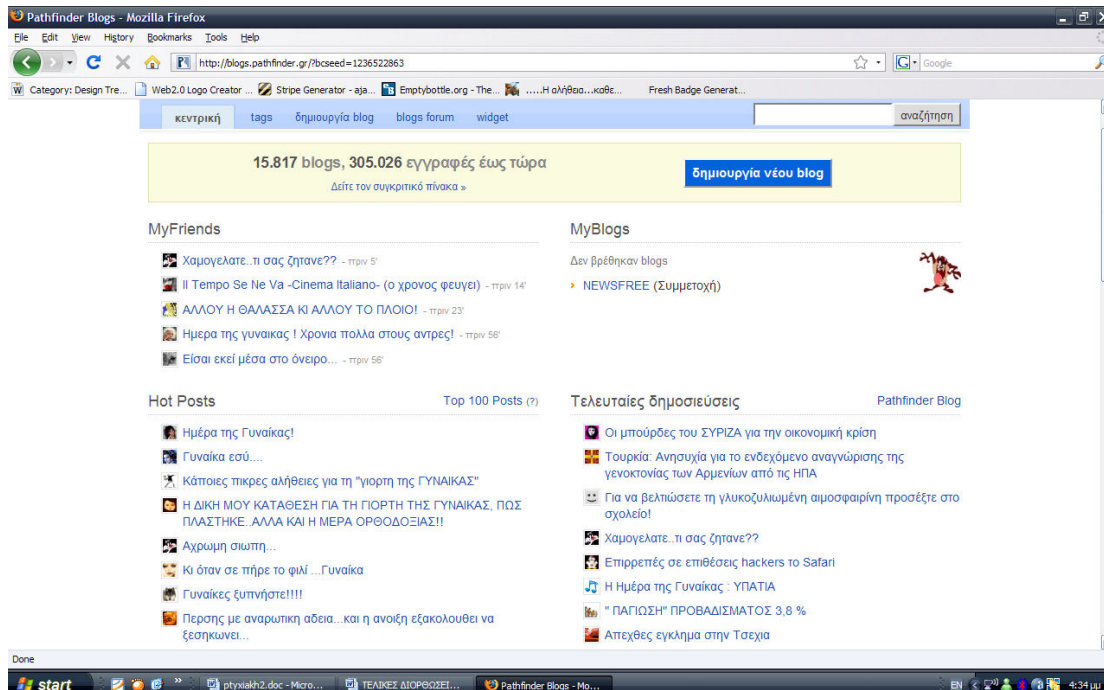 Pathfinder Blogs - Mozilla Firefox
File Edit View History Bookmarks Tools Help
http://blogs.pathfinder.gr/?bcseed=1236522863
Google
Category: Design Tre... Web2.0 Logo Creator ... Stripe Generator - aja... Emptybottle.org - The... .....Η αλήθεια...καθε... Fresh Badge Generat...
κεντρική tags δημιουργία blog blogs forum widget αναζήτηση
15.817 blogs, 305.026 εγγραφές έως τώρα
δημιουργία νέου blog
Δείτε τον συγκριτικό πίνακα »
MyFriends
Χαμογελατε..τι σας ζητανε?? - πριν 5'
Il Tempo Se Ne Va -Cinema Italiano- (ο χρονος φευγει) - πριν 14'
ΑΛΛΟΥ Η ΘΑΛΑΣΣΑ ΚΙ ΑΛΛΟΥ ΤΟ ΠΛΟΙΟ! - πριν 23'
Ημερα της γυναικας ! Χρονια πολλα στους αντρες! - πριν 56'
Είσαι εκεί μέσα στο όνειρο... - πριν 56'
MyBlogs
Δεν βρέθηκαν blogs
NEWSFREE (Συμμετοχή)
Hot Posts Top 100 Posts (?)
Ημέρα της Γυναίκας!
Γυναίκα εσύ....
Κάποιες πικρες αλήθειες για τη "γιορτη της ΓΥΝΑΙΚΑΣ"
Η ΔΙΚΗ ΜΟΥ ΚΑΤΑΘΕΣΗ ΓΙΑ ΤΗ ΓΙΟΡΤΗ ΤΗΣ ΓΥΝΑΙΚΑΣ, ΠΩΣ
ΠΛΑΣΤΗΚΕ..ΑΛΛΑ ΚΑΙ Η ΜΕΡΑ ΟΡΘΟΔΟΞΙΑΣ!!
Αχρωμη σιωπη...
Κι όταν σε πήρε το φιλί ...Γυναίκα
Γυναίκες ξυπνήστε!!!!
Περσης με αναρωτικη αδεια...και η ανοιξη εξακολουθει να
ξεσηκωνει...
Τελευταίες δημοσιεύσεις Pathfinder Blog
Οι μπούρδες του ΣΥΡΙΖΑ για την οικονομική κρίση
Τουρκία: Ανησυχία για το ενδεχόμενο αναγνώρισης της
γενοκτονίας των Αρμενίων από τις ΗΠΑ
Για να βελτιώσετε τη γλυκοζυλιωμένη αιμοσφαιρίνη προσέξτε στο
σχολείο!
Χαμογελατε..τι σας ζητανε??
Επιρρεπές σε επιθέσεις hackers το Safari
Η Ημέρα της Γυναίκας : ΥΠΑΤΙΑ
" ΠΑΓΙΩΣΗ" ΠΡΟΒΑΔΙΣΜΑΤΟΣ 3,8 %
Απεχθες εγκλημα στην Τσεχια
Done
start ptyxiakh2.doc - Micro... ΤΕΛΙΚΕΣ ΔΙΟΡΘΩΣΕΙ... Pathfinder Blogs - Mo... EN 4:34 μμ